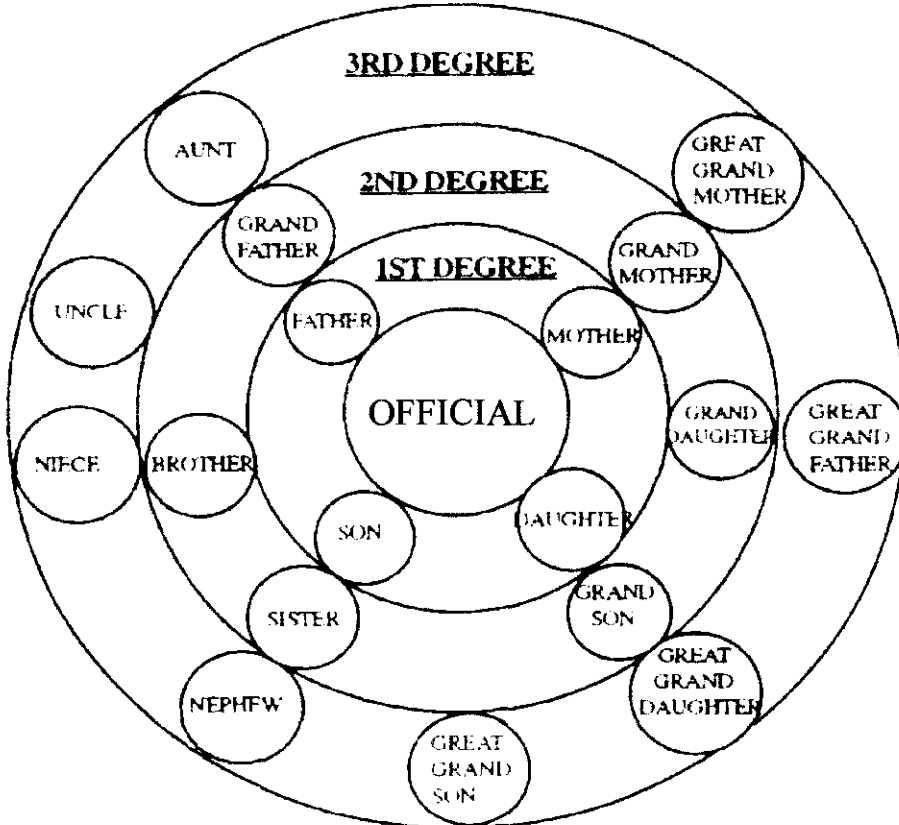 3RD DEGREE
AUNT
GREAT
GRAND
MOTHER
2ND DEGREE
GRAND
FATHER
GRAND
MOTHER
1ST DEGREE
UNCLE
FATHER
MOTHER
OFFICIAL
GRAND
DAUGHTER
GREAT
GRAND
FATHER
NIECE
BROTHER
SON
DAUGHTER
SISTER
GRAND
SON
NEPHEW
GREAT
GRAND
DAUGHTER
GREAT
GRAND
SON